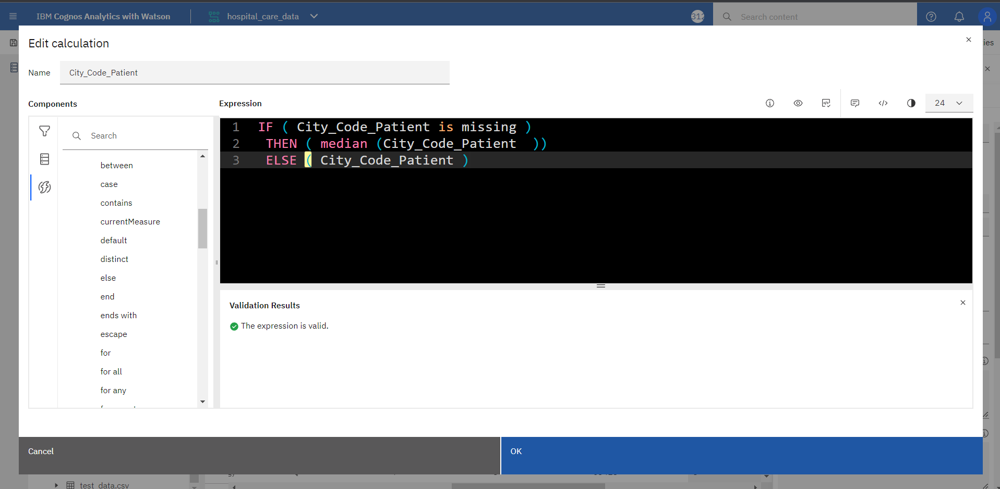 IBM Cognos Analytics with Watson
hospital_care_data
312
Search content
Edit calculation
ies
Name
City_Code_Patient
Components
Expression
24
Search
between
case
contains
currentMeasure
default
distinct
else
end
ends with
escape
for
for all
for any
1 IF ( City_Code_Patient is missing )
2 THEN ( median (City_Code_Patient ))
3 ELSE ( City_Code_Patient )
Validation Results
The expression is valid.
Cancel
OK
test_data.csv